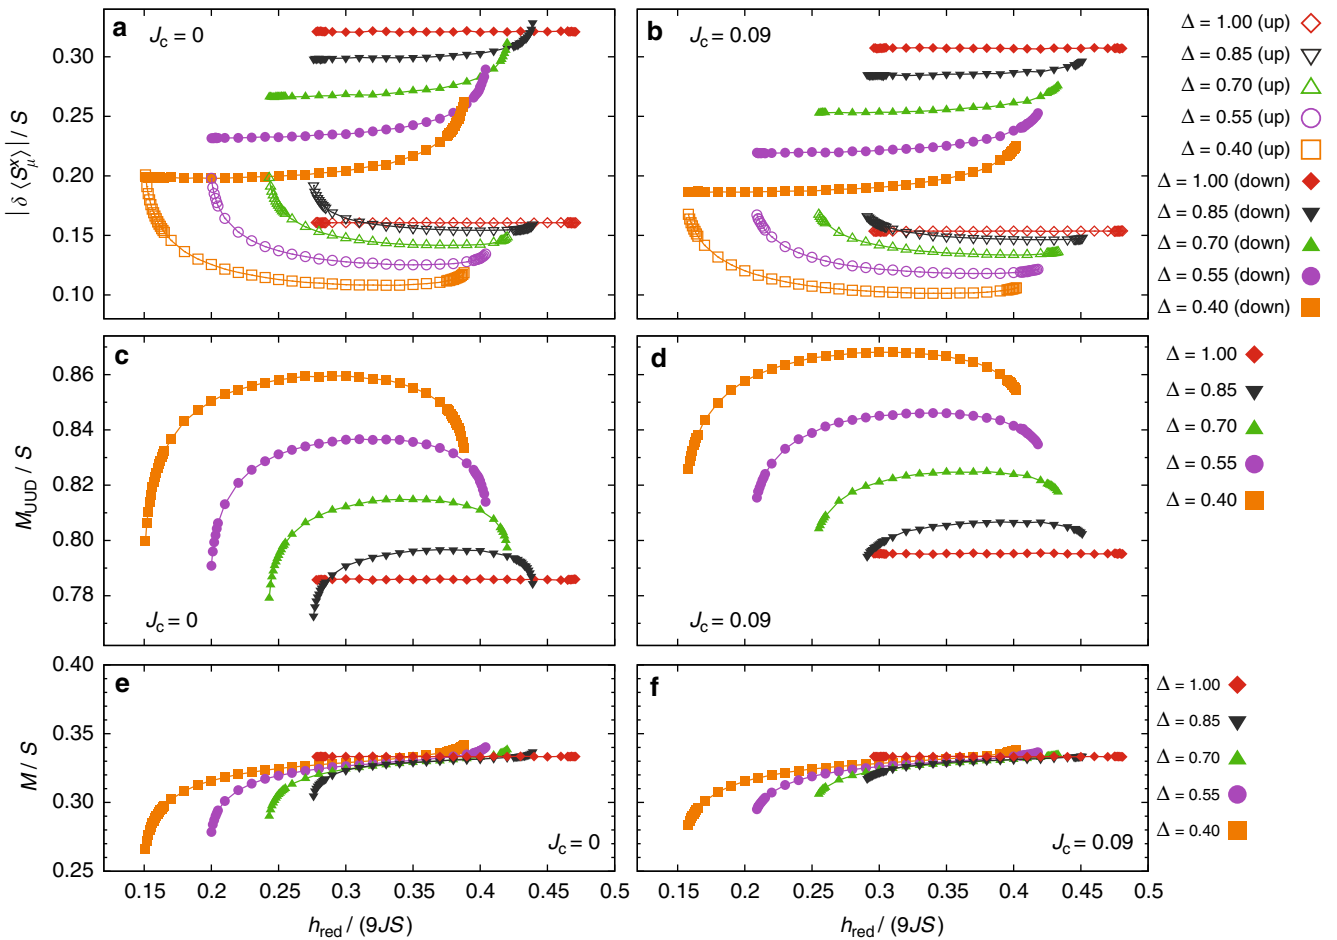 a
J_c = 0
b
J_c = 0.09
|δ⟨S^x_μ⟩| / S
0.30
0.25
0.20
0.15
0.10
Δ = 1.00 (up)
Δ = 0.85 (up)
Δ = 0.70 (up)
Δ = 0.55 (up)
Δ = 0.40 (up)
Δ = 1.00 (down)
Δ = 0.85 (down)
Δ = 0.70 (down)
Δ = 0.55 (down)
Δ = 0.40 (down)
c
J_c = 0
d
J_c = 0.09
M_UUD / S
0.86
0.84
0.82
0.80
0.78
Δ = 1.00
Δ = 0.85
Δ = 0.70
Δ = 0.55
Δ = 0.40
e
J_c = 0
f
J_c = 0.09
M / S
0.40
0.35
0.30
0.25
Δ = 1.00
Δ = 0.85
Δ = 0.70
Δ = 0.55
Δ = 0.40
0.15 0.2 0.25 0.3 0.35 0.4 0.45 0.5
0.15 0.2 0.25 0.3 0.35 0.4 0.45 0.5
h_red / (9JS)
h_red / (9JS)